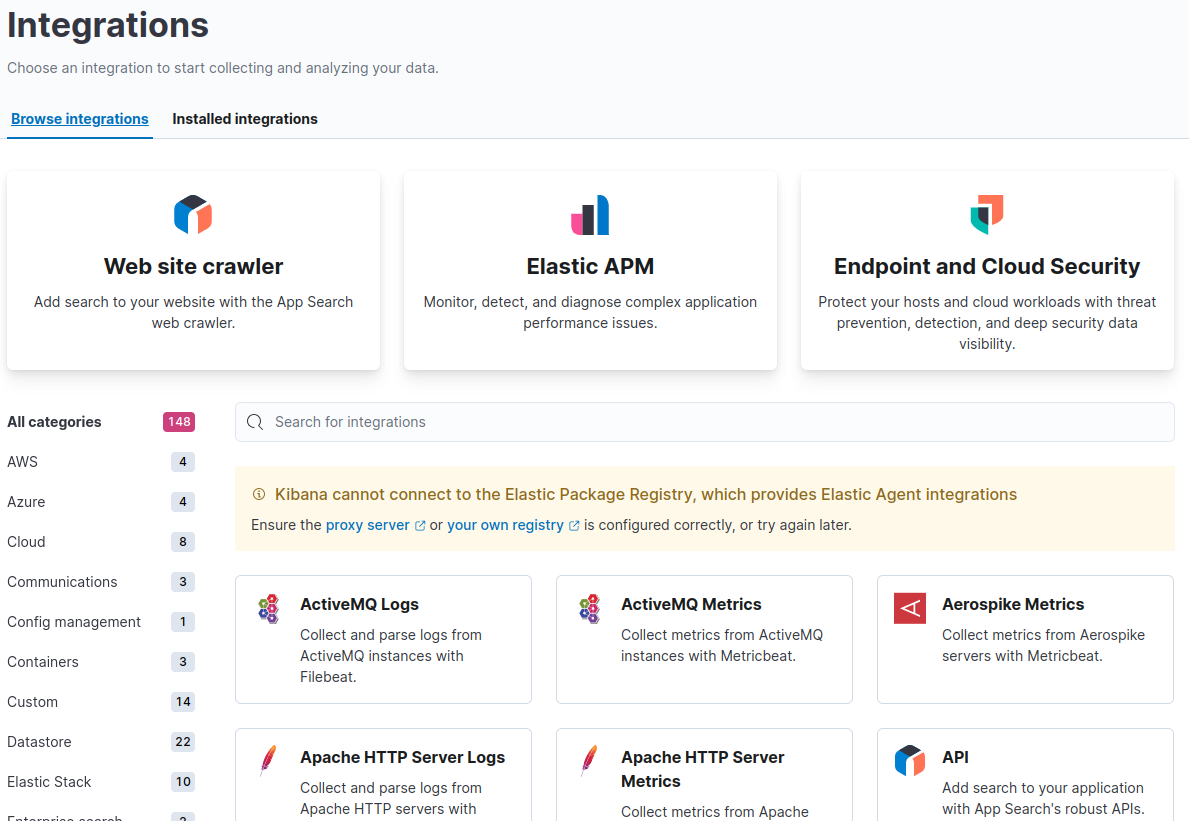 Integrations
Choose an integration to start collecting and analyzing your data.
Browse integrations
Installed integrations
Web site crawler
Add search to your website with the App Search
web crawler.
Elastic APM
Monitor, detect, and diagnose complex application
performance issues.
Endpoint and Cloud Security
Protect your hosts and cloud workloads with threat
prevention, detection, and deep security data
visibility.
All categories 148
AWS 4
Azure 4
Cloud 8
Communications 3
Config management 1
Containers 3
Custom 14
Datastore 22
Elastic Stack 10
Enterprise search
Search for integrations
Kibana cannot connect to the Elastic Package Registry, which provides Elastic Agent integrations
Ensure the proxy server or your own registry is configured correctly, or try again later.
ActiveMQ Logs
Collect and parse logs from
ActiveMQ instances with
Filebeat.
ActiveMQ Metrics
Collect metrics from ActiveMQ
instances with Metricbeat.
Aerospike Metrics
Collect metrics from Aerospike
servers with Metricbeat.
Apache HTTP Server Logs
Collect and parse logs from
Apache HTTP servers with
Apache HTTP Server
Metrics
Collect metrics from Apache
API
Add search to your application
with App Search's robust APIs.